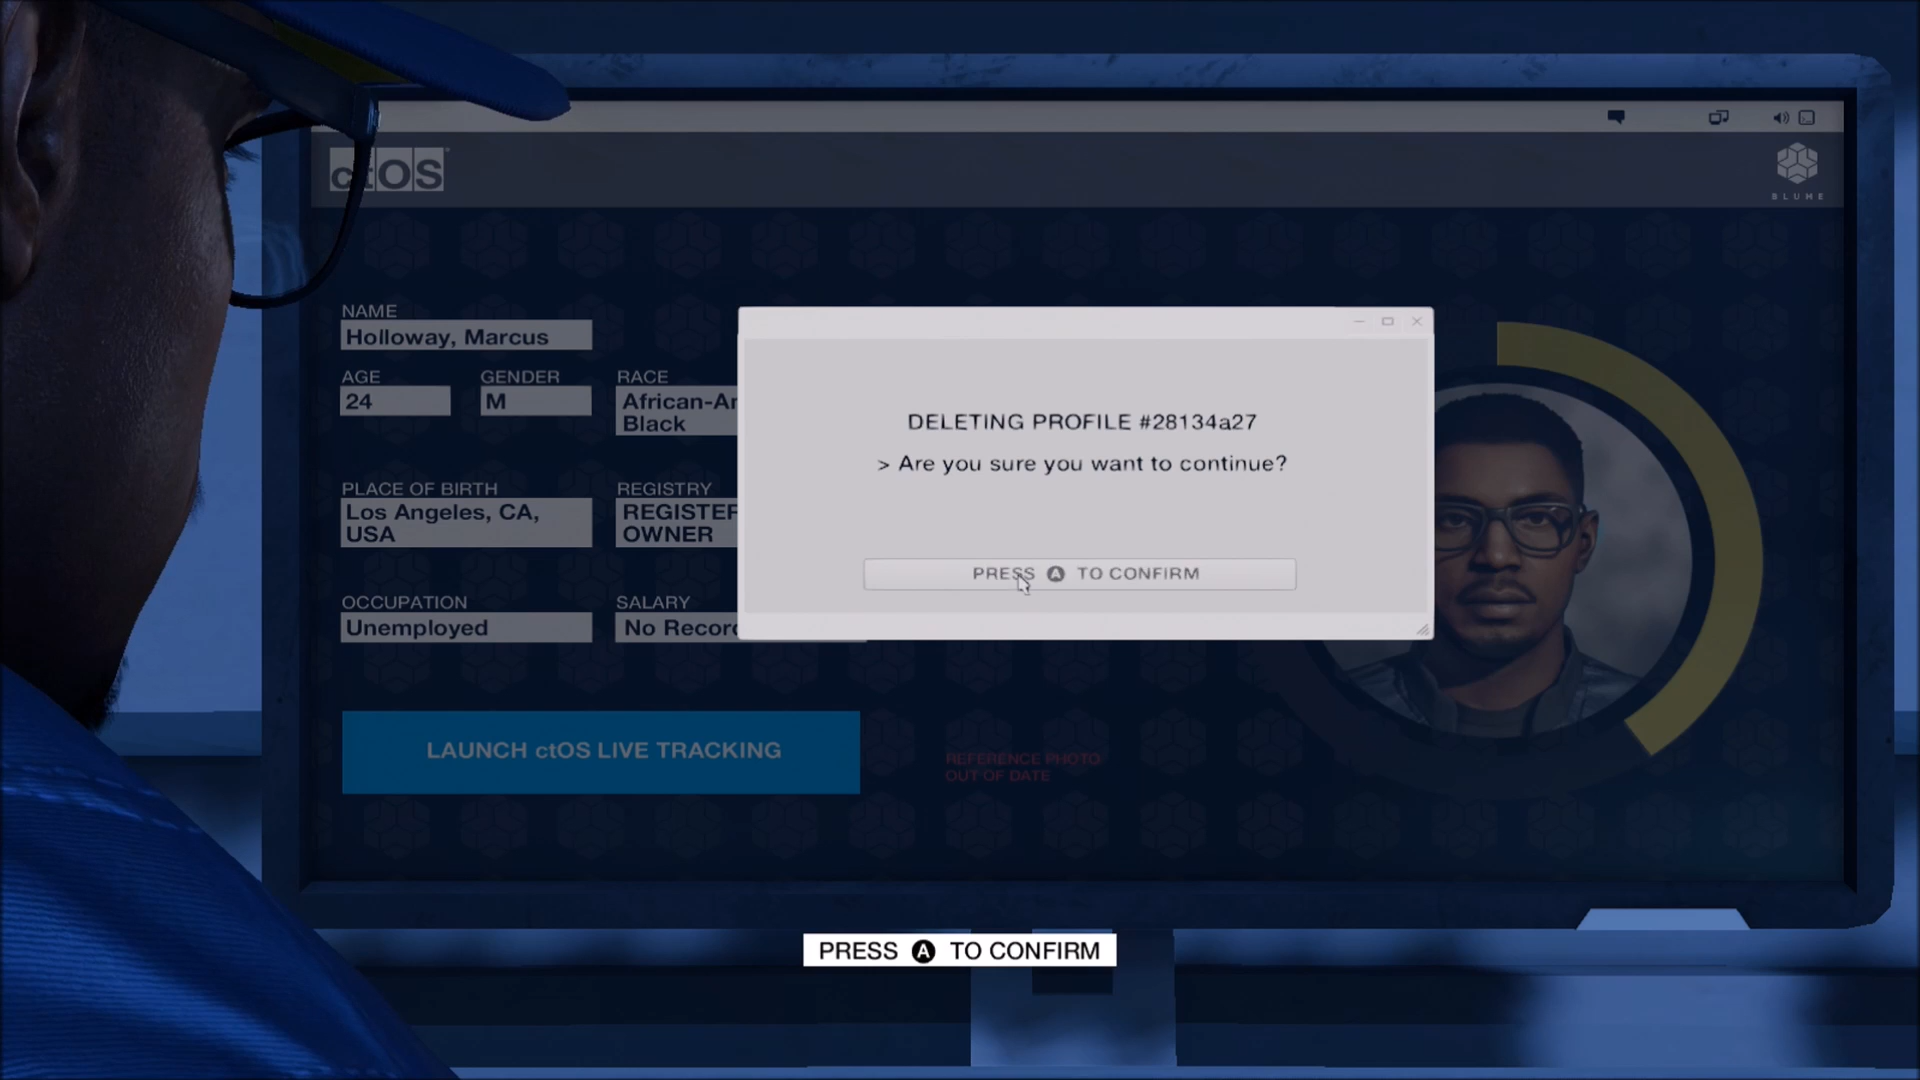 ctOS
BLUME
NAME
Holloway, Marcus
AGE
24
GENDER
M
RACE
African-Ar
Black
PLACE OF BIRTH
Los Angeles, CA,
USA
REGISTRY
REGISTER
OWNER
OCCUPATION
Unemployed
SALARY
No Record
DELETING PROFILE #28134a27
> Are you sure you want to continue?
PRESS A TO CONFIRM
LAUNCH ctOS LIVE TRACKING
REFERENCE PHOTO
OUT OF DATE
PRESS A TO CONFIRM